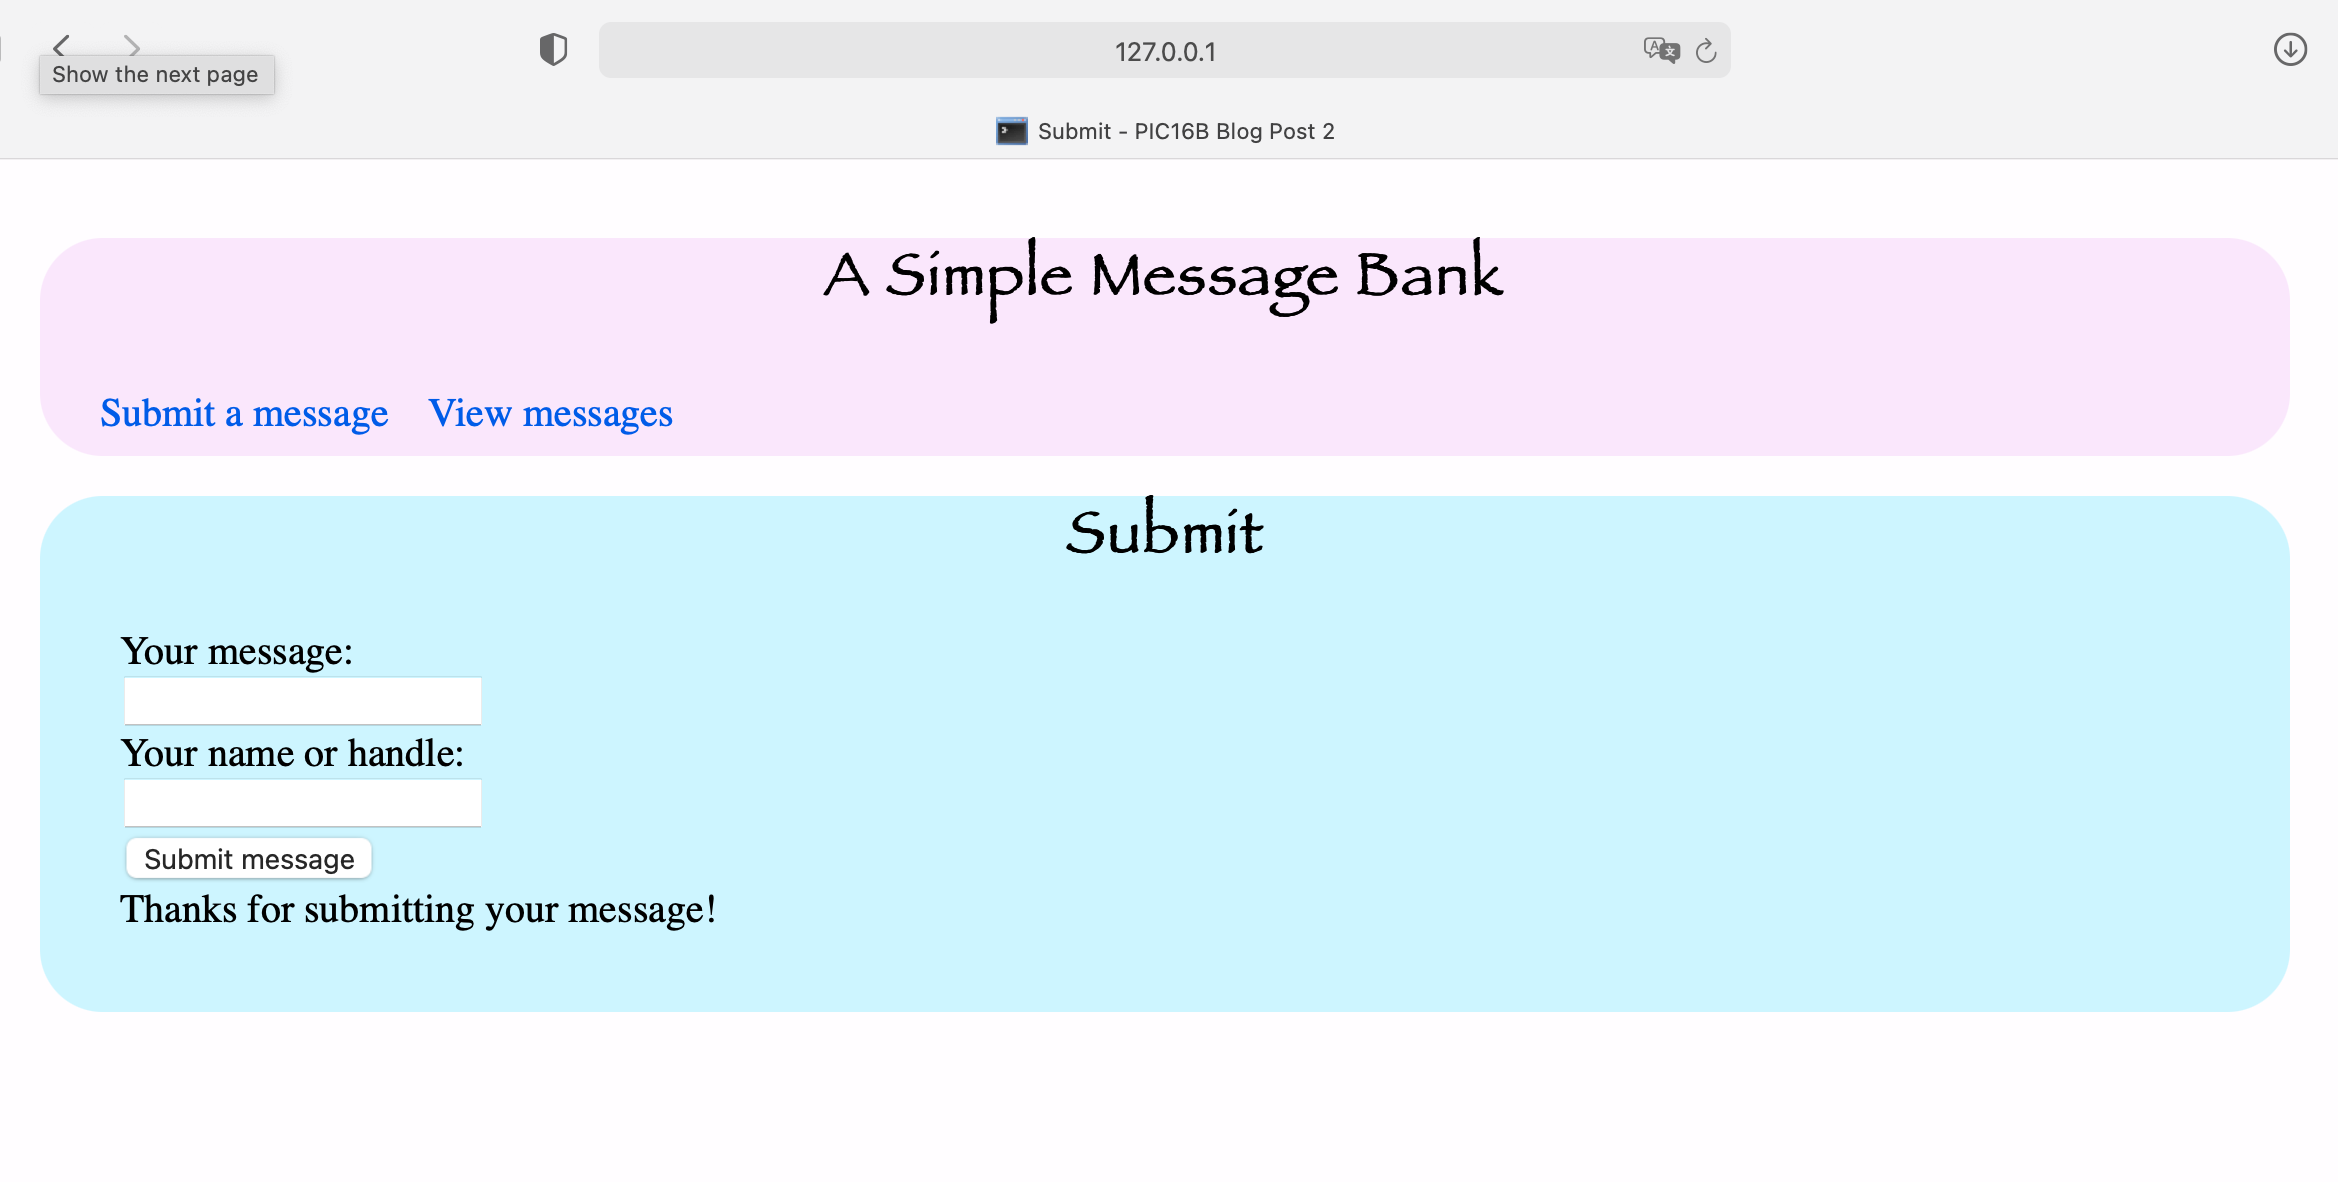 127.0.0.1
Show the next page
Submit - PIC16B Blog Post 2
A Simple Message Bank
Submit a message View messages
Submit
Your message:
Your name or handle:
Submit message
Thanks for submitting your message!